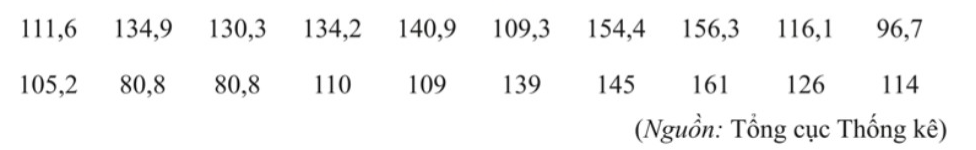 111,6 134,9 130,3 134,2 140,9 109,3 154,4 156,3 116,1 96,7
105,2 80,8 80,8 110 109 139 145 161 126 114
(Nguồn: Tổng cục Thống kê)